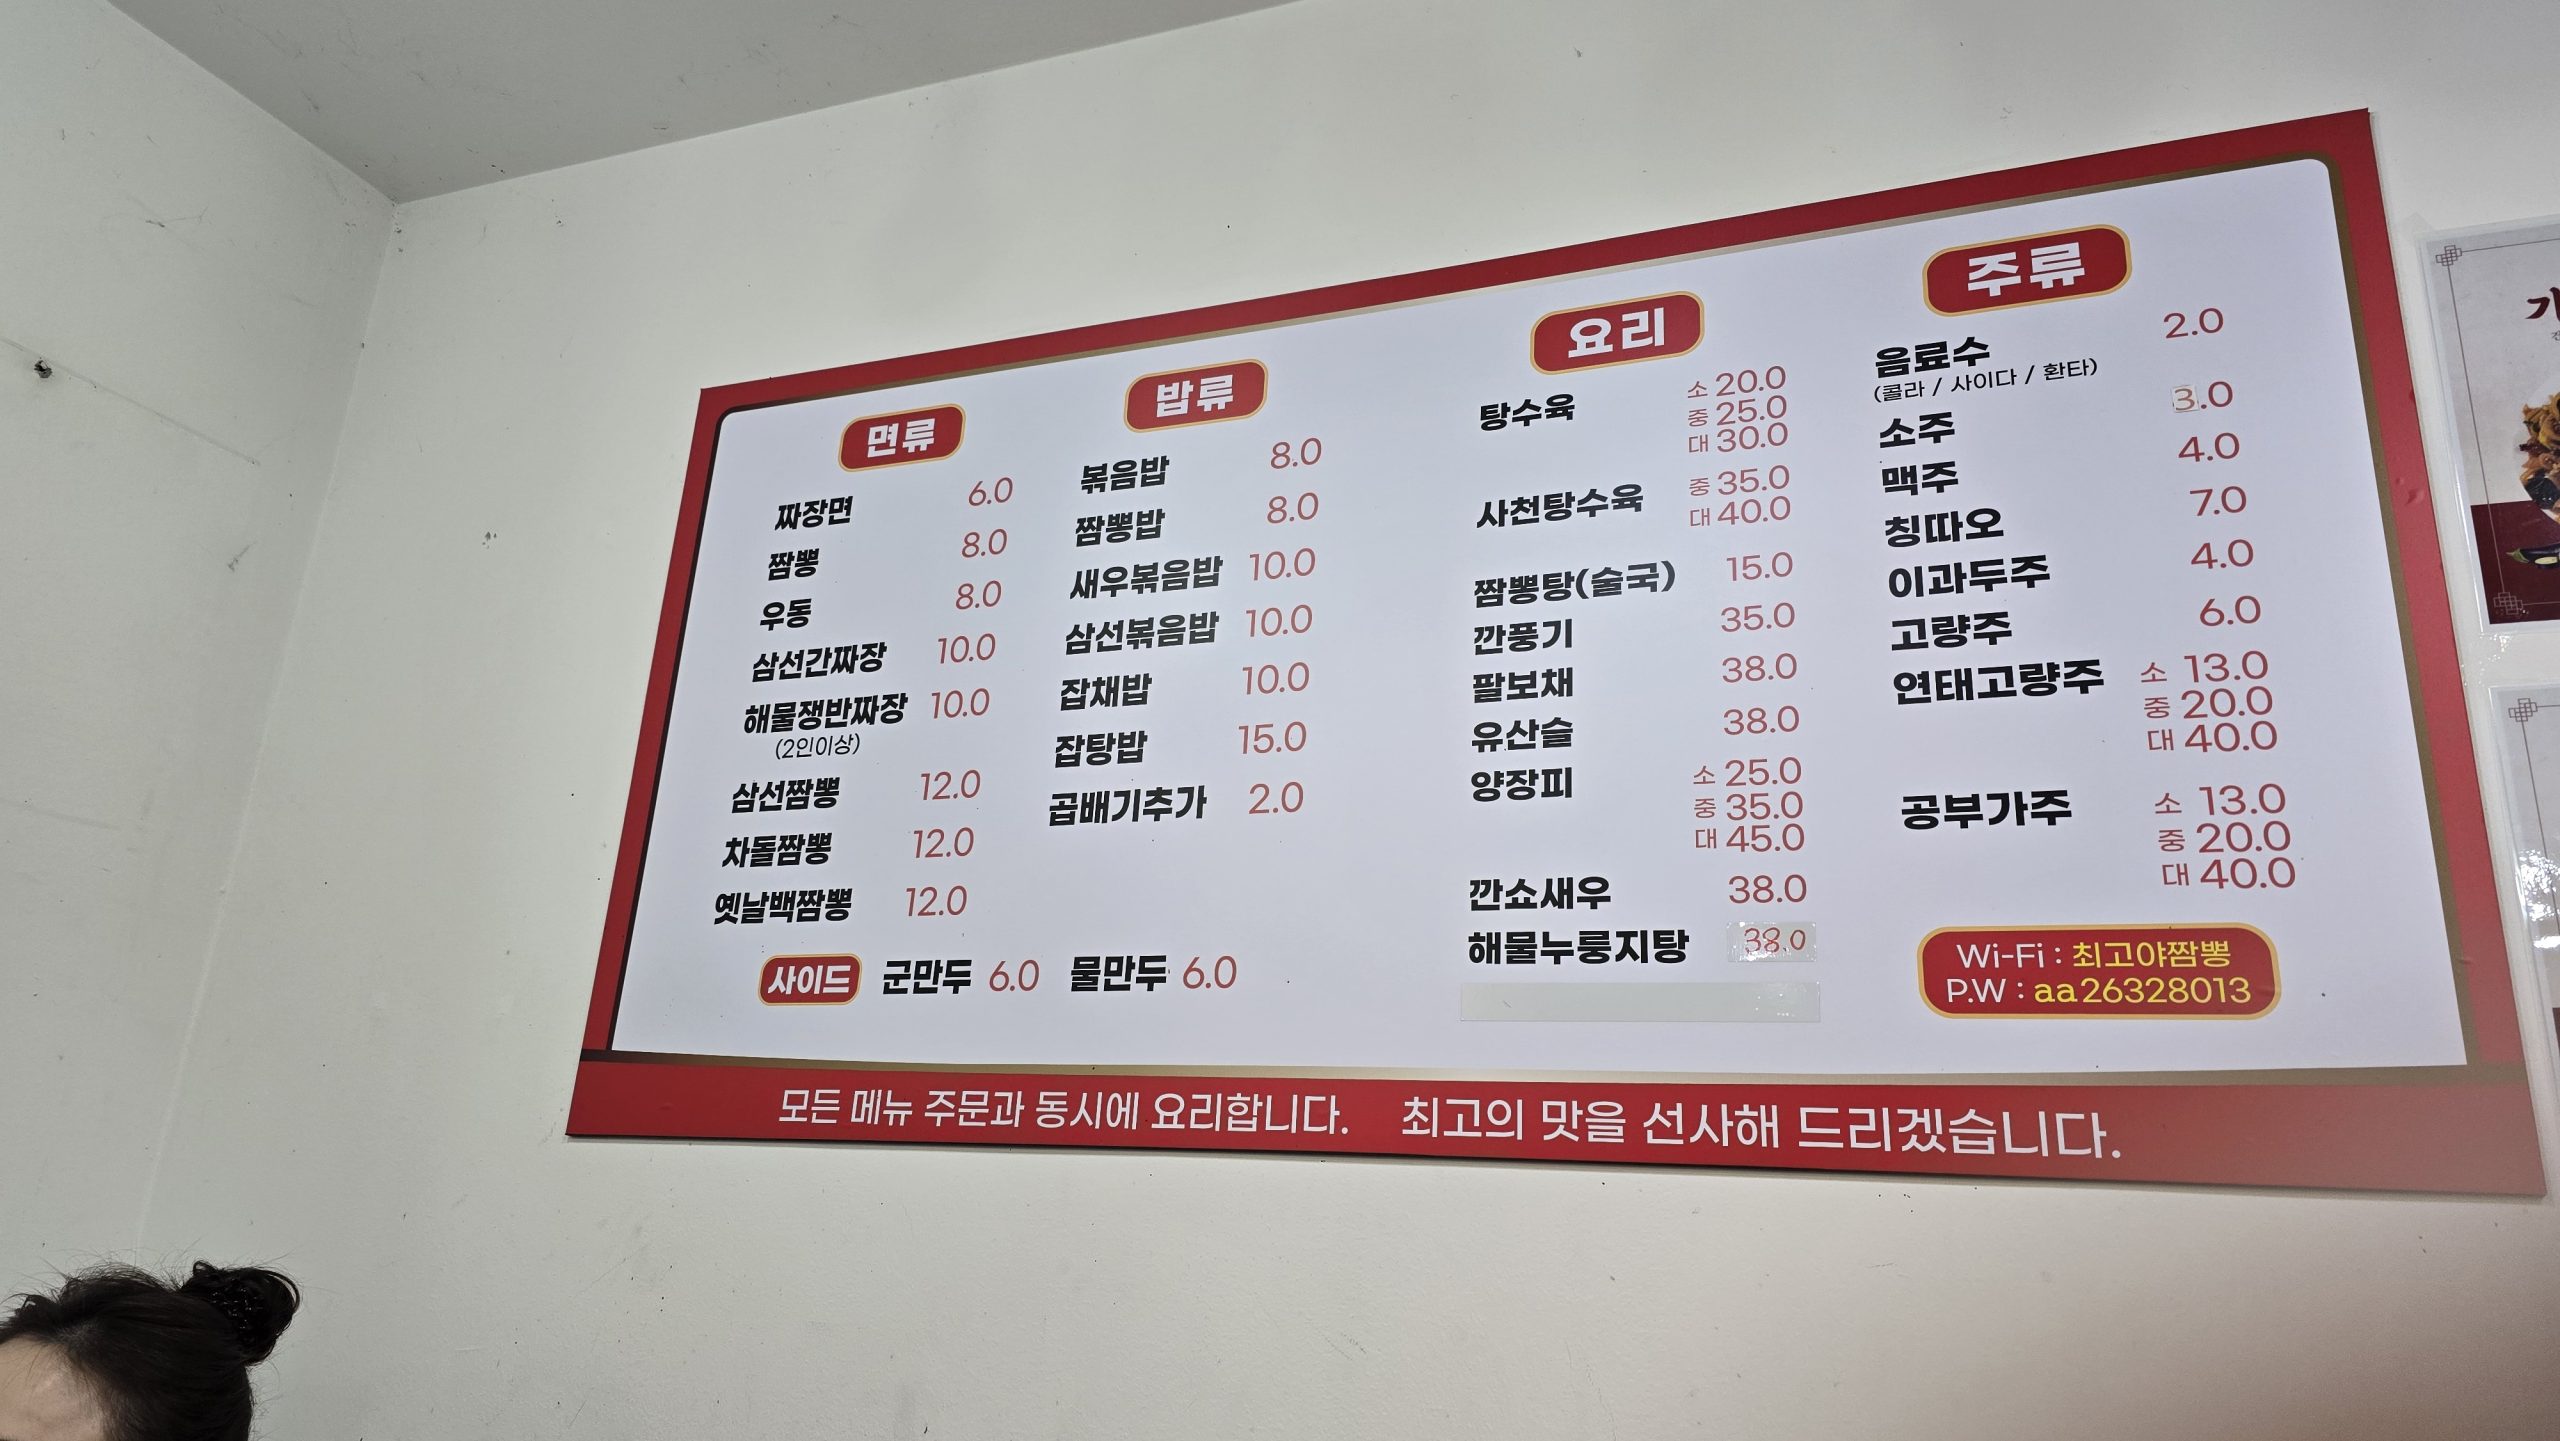 면류
짜장면 6.0
짬뽕 8.0
우동 8.0
삼선간짜장 10.0
해물쟁반짜장 10.0
(2인이상)
삼선짬뽕 12.0
차돌짬뽕 12.0
옛날백짬뽕 12.0
밥류
볶음밥 8.0
짬뽕밥 8.0
새우볶음밥 10.0
삼선볶음밥 10.0
잡채밥 10.0
잡탕밥 15.0
곱배기추가 2.0
사이드 군만두 6.0 물만두 6.0
요리
탕수육 소 20.0
중 25.0
대 30.0
사천탕수육 중 35.0
대 40.0
짬뽕탕(술국) 15.0
깐풍기 35.0
팔보채 38.0
유산슬 38.0
양장피 소 25.0
중 35.0
대 45.0
깐쇼새우 38.0
해물누룽지탕 38.0
주류
음료수 2.0
(콜라 / 사이다 / 환타)
소주 3.0
맥주 4.0
칭따오 7.0
이과두주 4.0
고량주 6.0
연태고량주 소 13.0
중 20.0
대 40.0
공부가주 소 13.0
중 20.0
대 40.0
Wi-Fi : 최고야짬뽕
P.W : aa26328013
모든 메뉴 주문과 동시에 요리합니다. 최고의 맛을 선사해 드리겠습니다.